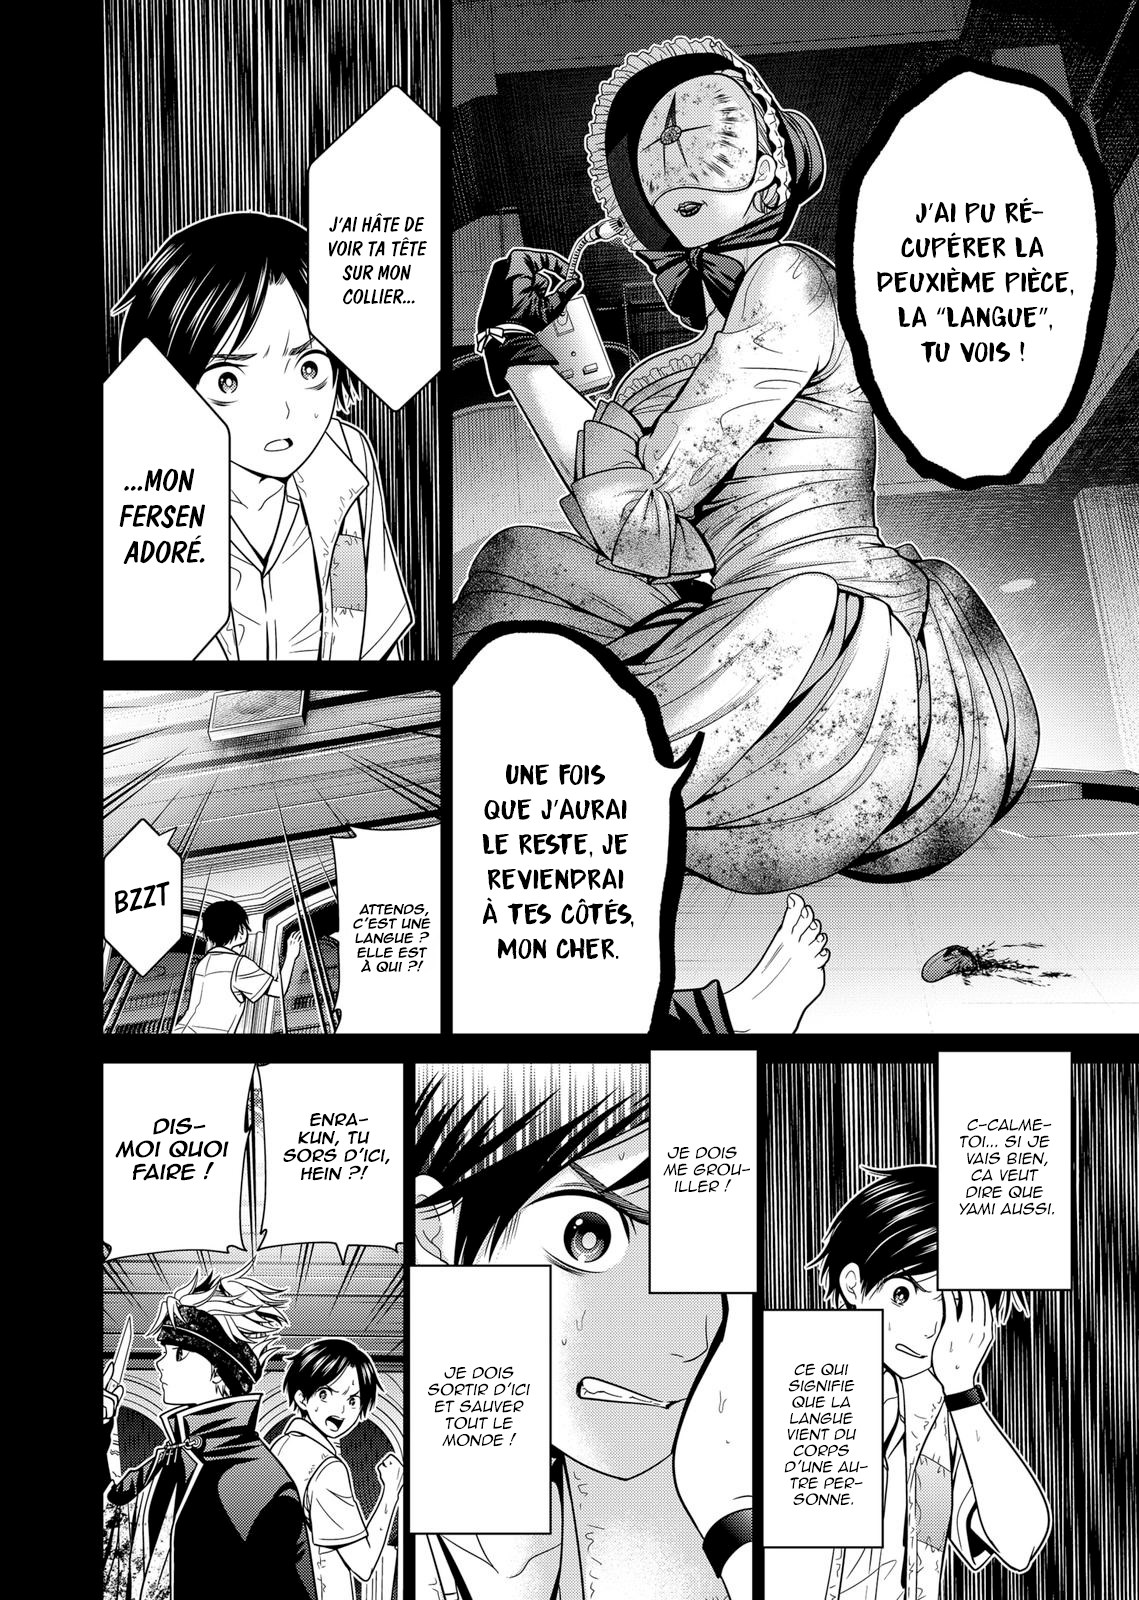 J'AI PU RÉ-
CUPÉRER LA
DEUXIÈME PIÈCE,
LA "LANGUE",
TU VOIS !
UNE FOIS
QUE J'AURAI
LE RESTE, JE
REVIENDRAI
À TES CÔTÉS,
MON CHER.
J'AI HÂTE DE
VOIR TA TÊTE
SUR MON
COLLIER...
...MON
FERSEN
ADORÉ.
ATTENDS,
C'EST UNE
LANGUE ?
ELLE EST
À QUI ?!
BZZT
C-CALME-
TOI... SI JE
VAIS BIEN,
CA VEUT
DIRE QUE
YAMI AUSSI.
CE QUI
SIGNIFIE
QUE LA
LANGUE
VIENT DU
CORPS
D'UNE AU-
TRE PER-
SONNE.
JE DOIS
ME GROU-
ILLER !
JE DOIS
SORTIR D'ICI
ET SAUVER
TOUT LE
MONDE !
ENRA-
KUN, TU
SORS D'ICI,
HEIN ?!
DIS-
MOI QUOI
FAIRE !